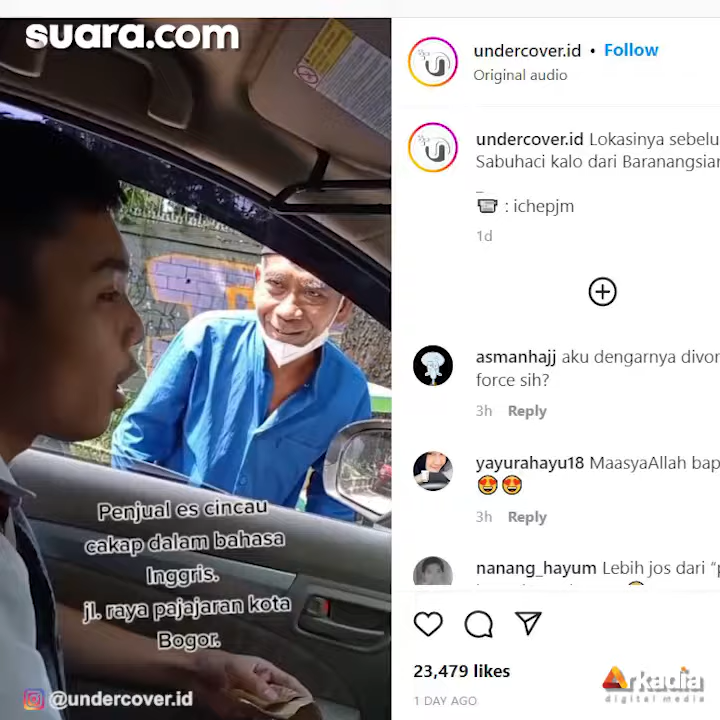 suara.com
undercover.id • Follow
Original audio
undercover.id Lokasinya sebelu
Sabuhaci kalo dari Baranangsian
_
: ichepjm
1d
asmanhajj aku dengarnya divor
force sih?
3h Reply
yayurahayu18 MaasyaAllah bap
😍😍
3h Reply
nanang_hayum Lebih jos dari “p
Penjual es cincau
cakap dalam bahasa
Inggris.
jl. raya pajajaran kota
Bogor.
@undercover.id
23,479 likes
1 DAY AGO
Arkadia
digital media